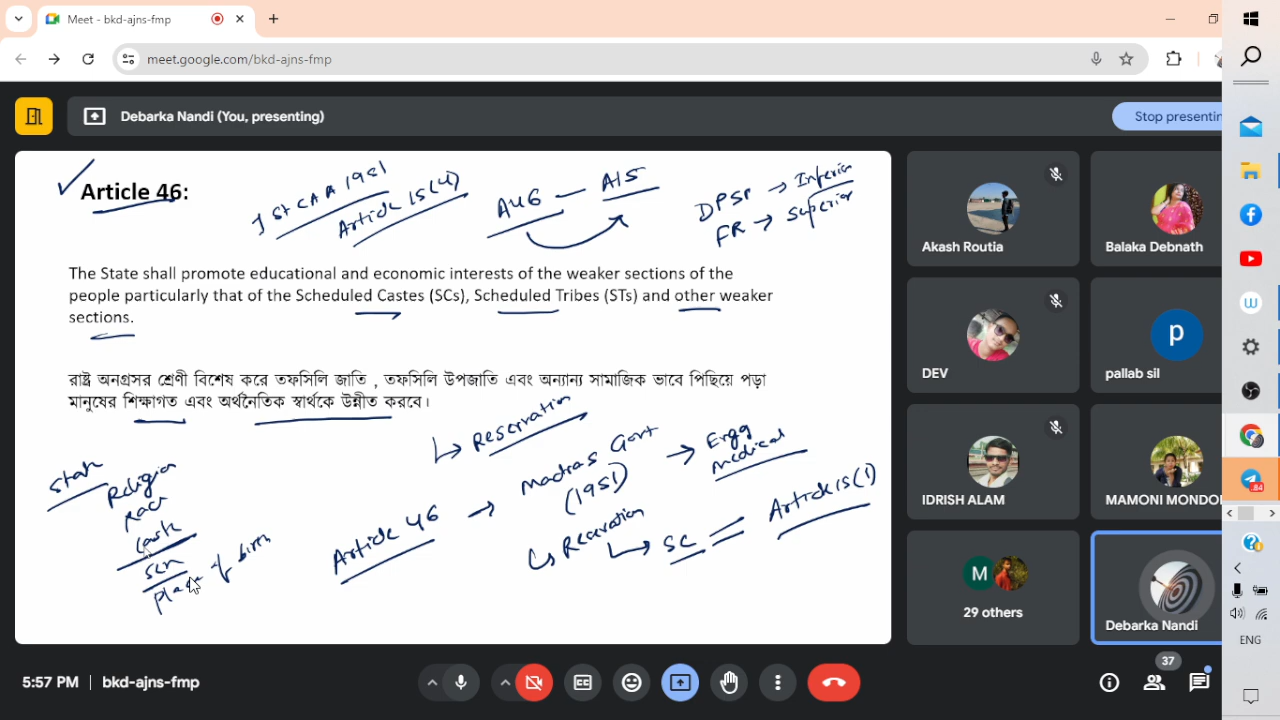 Meet - bkd-ajns-fmp
meet.google.com/bkd-ajns-fmp
Debarka Nandi (You, presenting)
Stop presentin
Article 46:
1st CAA 1951
Article 15(4)
A46 — A15
DPSP → Inferior
FR → Superior
The State shall promote educational and economic interests of the weaker sections of the
people particularly that of the Scheduled Castes (SCs), Scheduled Tribes (STs) and other weaker
sections.
রাষ্ট্র অনগ্রসর শ্রেণী বিশেষ করে তফসিলি জাতি , তফসিলি উপজাতি এবং অন্যান্য সামাজিক ভাবে পিছিয়ে পড়া
মানুষের শিক্ষাগত এবং অর্থনৈতিক স্বার্থকে উন্নীত করবে।
Reservation
State
Religion
Race
Caste
Sex
Place of birth
Article 46 →
Madras Govt
(1951)
→ Engg
medical
Reservation
→ SC
Article 15(1)
Akash Routia
Balaka Debnath
DEV
p
pallab sil
IDRISH ALAM
MAMONI MONDO
M
29 others
Debarka Nandi
5:57 PM | bkd-ajns-fmp
37
84
ENG